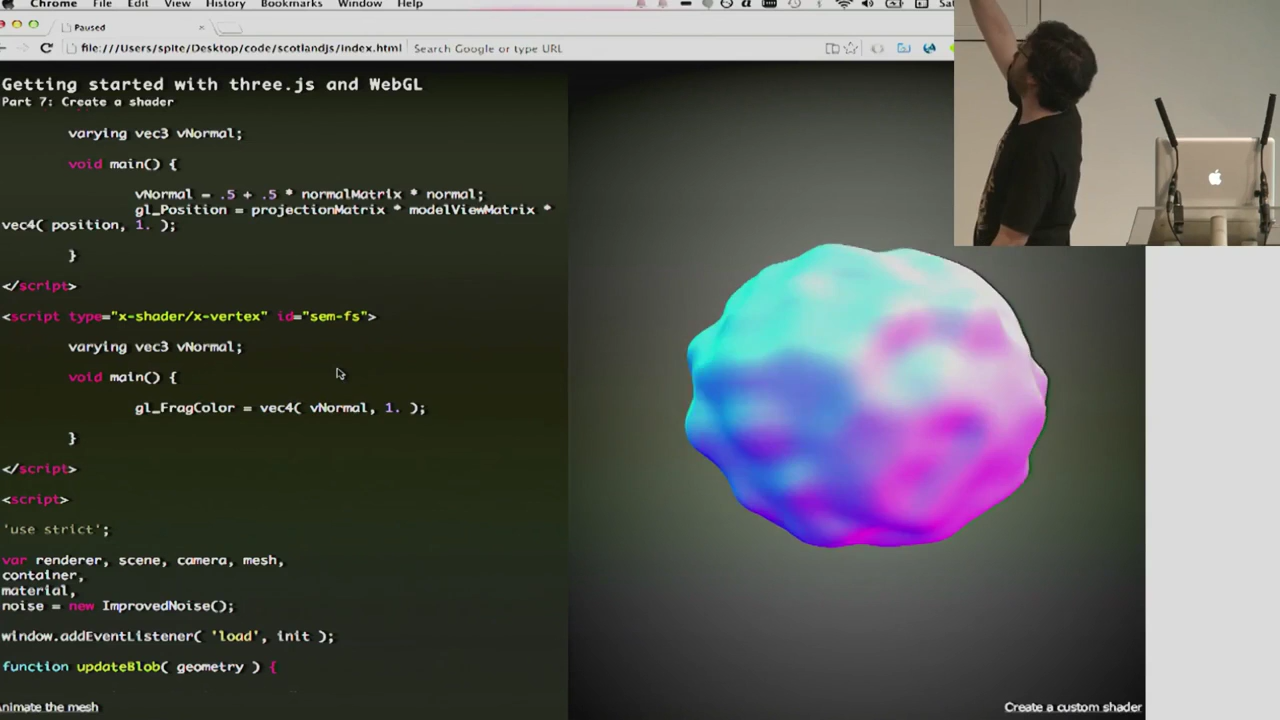 Chrome File Edit View History Bookmarks Window Help
Paused
file:///Users/spite/Desktop/code/scotlandjs/index.html Search Google or type URL
Getting started with three.js and WebGL
Part 7: Create a shader
varying vec3 vNormal;
void main() {
vNormal = .5 + .5 * normalMatrix * normal;
gl_Position = projectionMatrix * modelViewMatrix *
vec4( position, 1. );
}
</script>
<script type="x-shader/x-vertex" id="sem-fs">
varying vec3 vNormal;
void main() {
gl_FragColor = vec4( vNormal, 1. );
}
</script>
<script>
'use strict';
var renderer, scene, camera, mesh,
container,
material,
noise = new ImprovedNoise();
window.addEventListener( 'load', init );
function updateBlob( geometry ) {
Animate the mesh
Create a custom shader